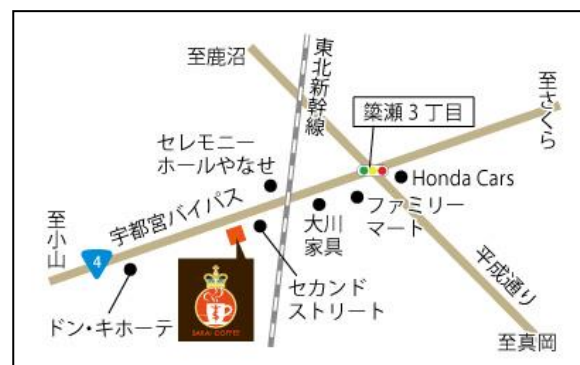 至鹿沼
東北新幹線
至さくら
簗瀬３丁目
セレモニー
ホールやなせ
Honda Cars
ファミリー
マート
大川
家具
宇都宮バイパス
至小山
4
セカンド
ストリート
平成通り
ドン・キホーテ
SAKAI COFFEE
至真岡